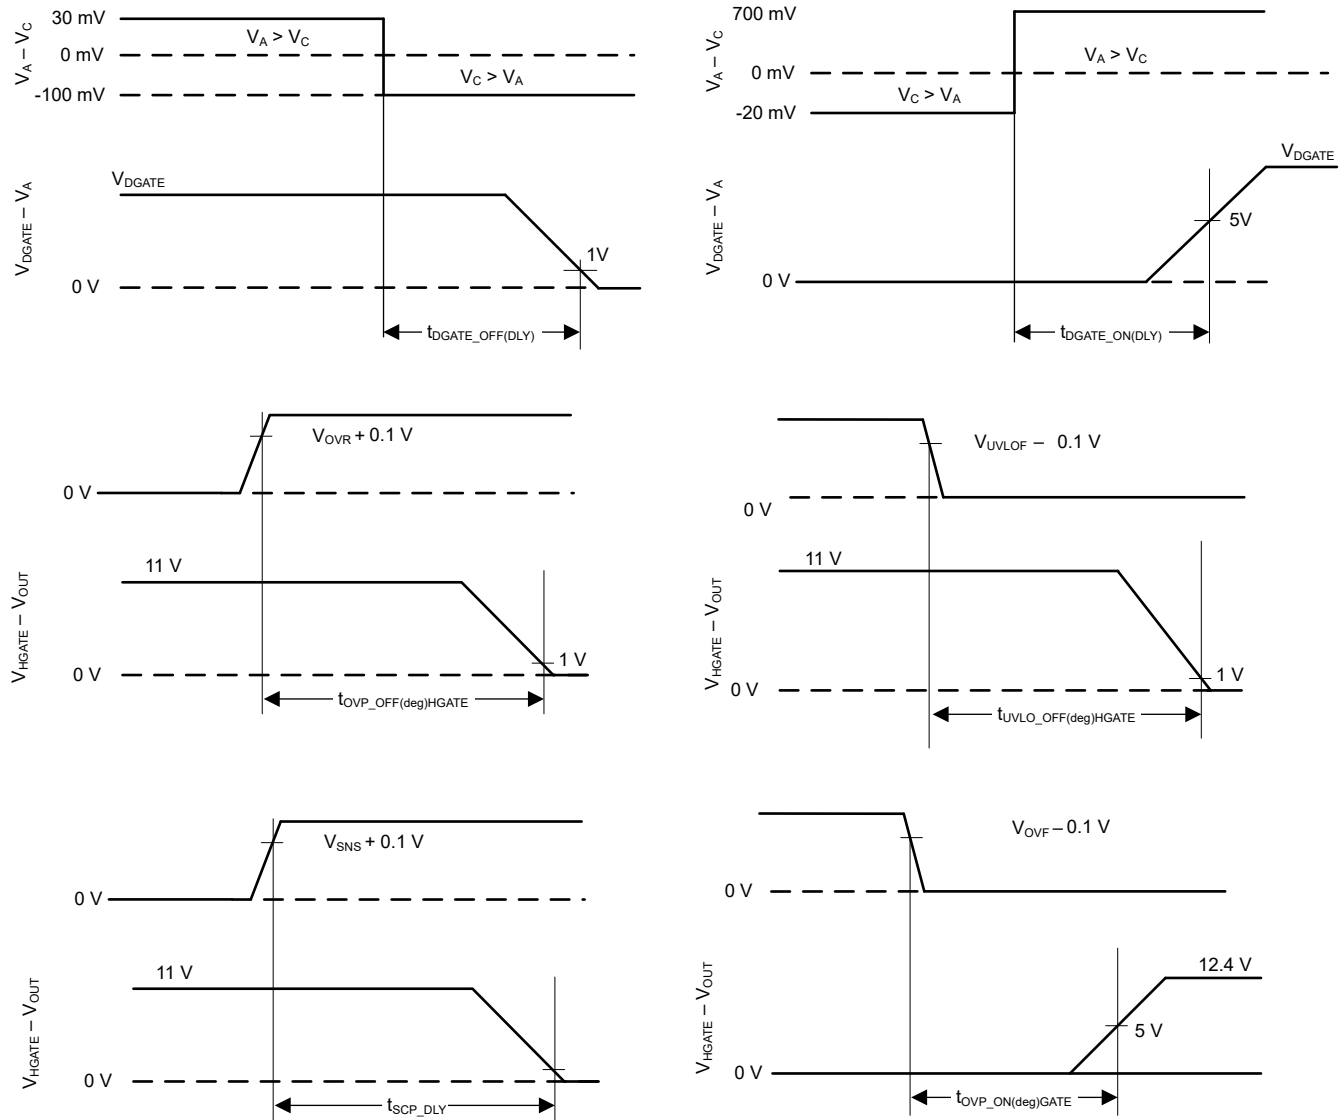 30 mV
V_A – V_C
V_A > V_C
0 mV
V_C > V_A
-100 mV
V_DGATE – V_A
V_DGATE
1V
0 V
t_DGATE_OFF(DLY)
700 mV
V_A – V_C
V_A > V_C
0 mV
V_C > V_A
-20 mV
V_DGATE – V_A
V_DGATE
5V
0 V
t_DGATE_ON(DLY)
V_OVR + 0.1 V
0 V
V_HGATE – V_OUT
11 V
1 V
0 V
t_OVP_OFF(deg)HGATE
V_UVLOF – 0.1 V
0 V
V_HGATE – V_OUT
11 V
1 V
0 V
t_UVLO_OFF(deg)HGATE
V_SNS + 0.1 V
0 V
V_HGATE – V_OUT
11 V
0 V
t_SCP_DLY
V_OVF – 0.1 V
0 V
V_HGATE – V_OUT
12.4 V
5 V
0 V
t_OVP_ON(deg)GATE